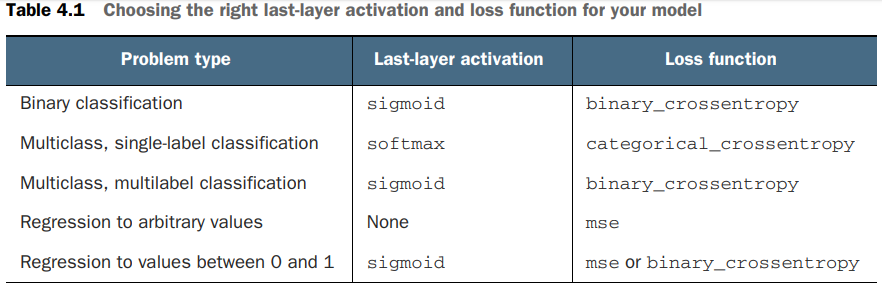 Table 4.1 Choosing the right last-layer activation and loss function for your model
Problem type Last-layer activation Loss function
Binary classification sigmoid binary_crossentropy
Multiclass, single-label classification softmax categorical_crossentropy
Multiclass, multilabel classification sigmoid binary_crossentropy
Regression to arbitrary values None mse
Regression to values between 0 and 1 sigmoid mse or binary_crossentropy